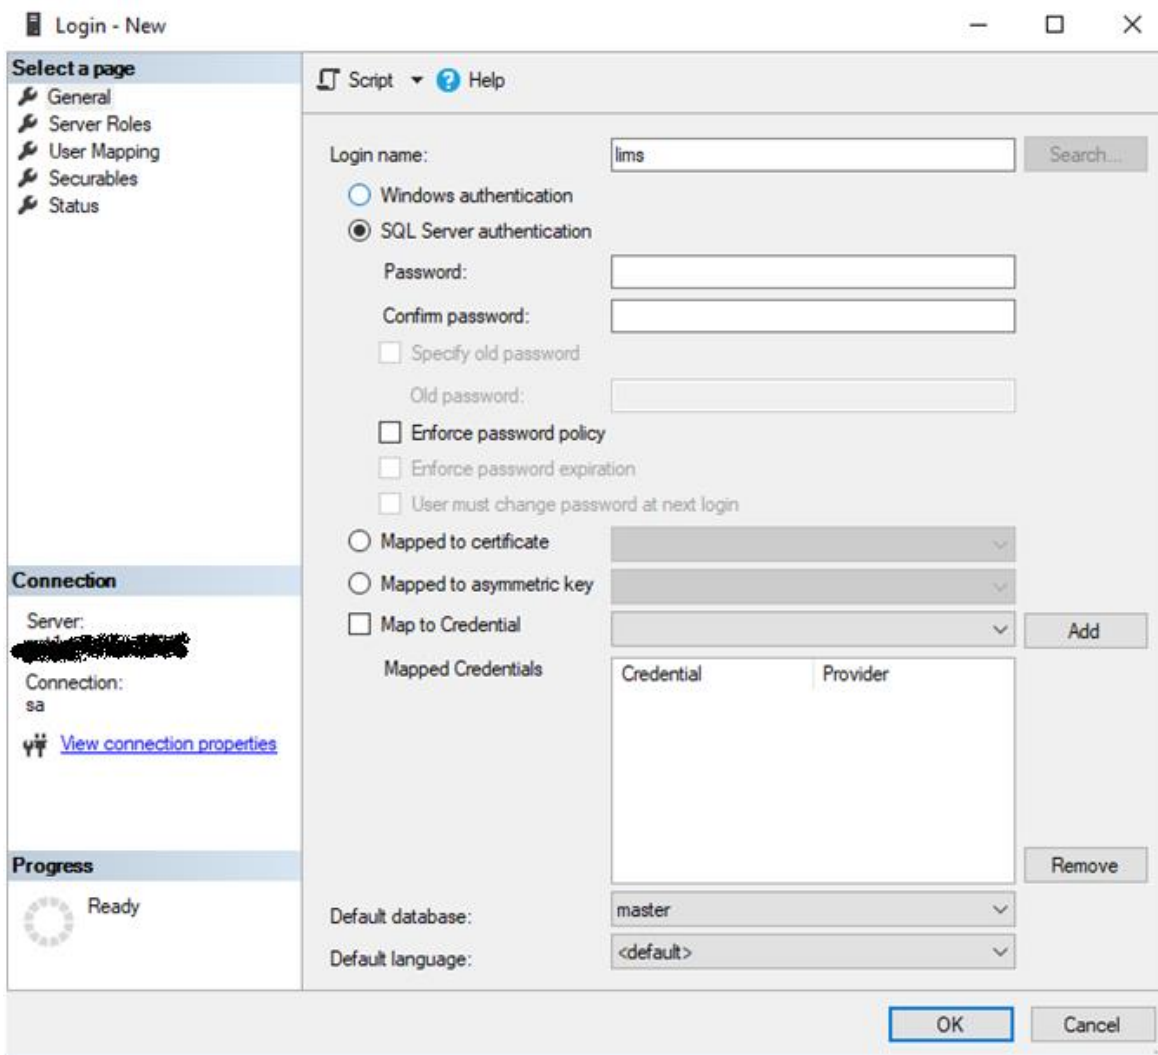 Login - New
Select a page
General
Server Roles
User Mapping
Securables
Status
Script
Help
Login name:
lims
Search...
Windows authentication
SQL Server authentication
Password:
Confirm password:
Specify old password
Old password:
Enforce password policy
Enforce password expiration
User must change password at next login
Mapped to certificate
Mapped to asymmetric key
Map to Credential
Add
Mapped Credentials
Credential Provider
Remove
Default database:
master
Default language:
<default>
Connection
Server:
Connection:
sa
View connection properties
Progress
Ready
OK
Cancel